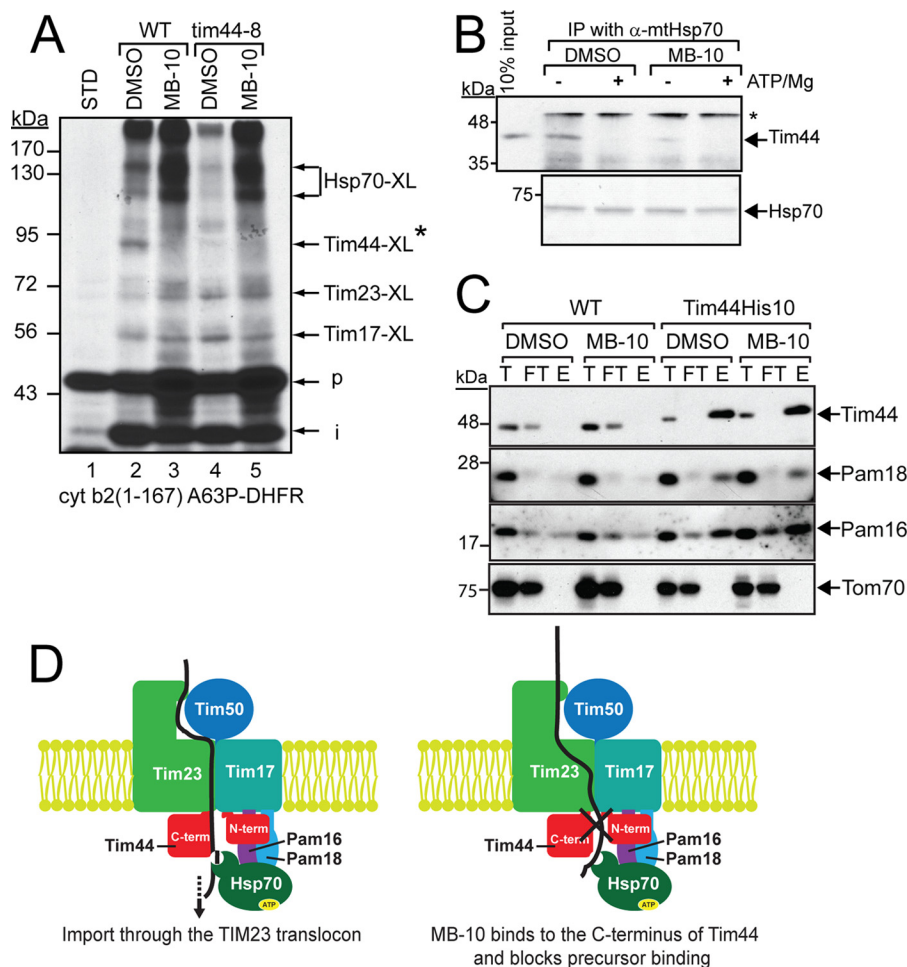 A
WT tim44-8
STD DMSO MB-10 DMSO MB-10
kDa
170
130
95
72
56
43
Hsp70-XL
Tim44-XL*
Tim23-XL
Tim17-XL
p
i
1 2 3 4 5
cyt b2(1-167) A63P-DHFR
B
IP with α-mtHsp70
10% input
DMSO MB-10
kDa - + - + ATP/Mg
48
35
*
Tim44
75
Hsp70
C
WT Tim44His10
DMSO MB-10 DMSO MB-10
kDa T FT E T FT E T FT E T FT E
48 Tim44
28 Pam18
17 Pam16
75 Tom70
D
Tim50
Tim23 Tim17
C-term N-term
Tim44
Pam16
Pam18
Hsp70
ATP
Import through the TIM23 translocon
Tim50
Tim23 Tim17
C-term N-term
Tim44
Pam16
Pam18
Hsp70
ATP
MB-10 binds to the C-terminus of Tim44
and blocks precursor binding